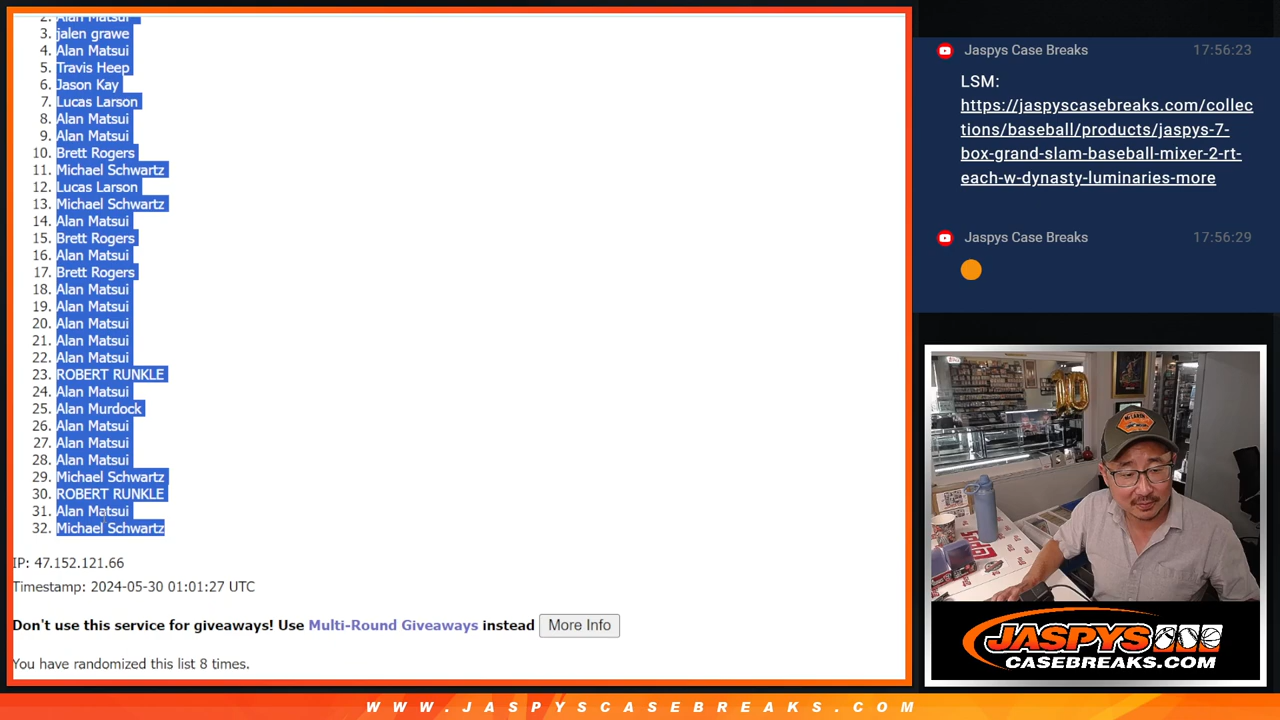 2. Alan Matsui
3. jalen grawe
4. Alan Matsui
5. Travis Heep
6. Jason Kay
7. Lucas Larson
8. Alan Matsui
9. Alan Matsui
10. Brett Rogers
11. Michael Schwartz
12. Lucas Larson
13. Michael Schwartz
14. Alan Matsui
15. Brett Rogers
16. Alan Matsui
17. Brett Rogers
18. Alan Matsui
19. Alan Matsui
20. Alan Matsui
21. Alan Matsui
22. Alan Matsui
23. ROBERT RUNKLE
24. Alan Matsui
25. Alan Murdock
26. Alan Matsui
27. Alan Matsui
28. Alan Matsui
29. Michael Schwartz
30. ROBERT RUNKLE
31. Alan Matsui
32. Michael Schwartz
IP: 47.152.121.66
Timestamp: 2024-05-30 01:01:27 UTC
Don't use this service for giveaways! Use Multi-Round Giveaways instead More Info
You have randomized this list 8 times.
Jaspys Case Breaks 17:56:23
LSM:
https://jaspyscasebreaks.com/collec
tions/baseball/products/jaspys-7-
box-grand-slam-baseball-mixer-2-rt-
each-w-dynasty-luminaries-more
Jaspys Case Breaks 17:56:29
10
JASPYS
CASEBREAKS.COM
WWW.JASPYSCASEBREAKS.COM